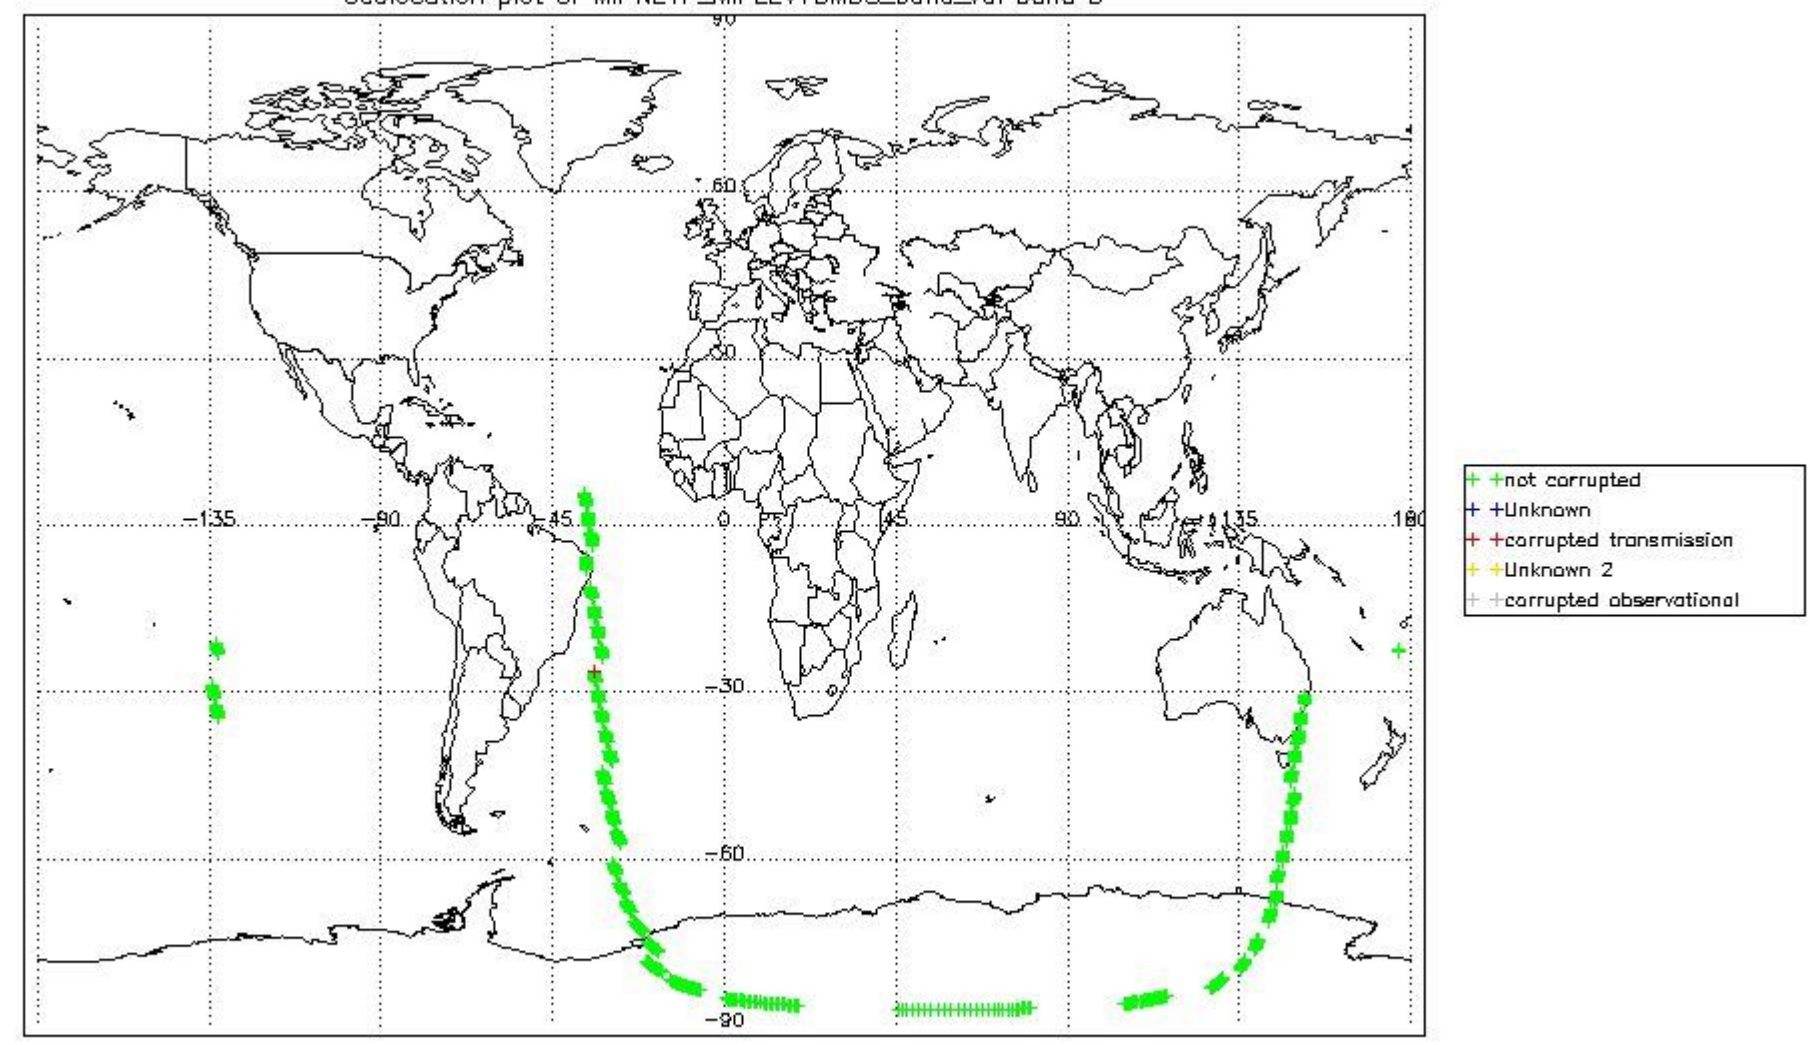 90
60
30
-135 -90 -45 0 45 90 135 180
-30
-60
-90
not corrupted
Unknown
corrupted transmission
Unknown 2
corrupted observational